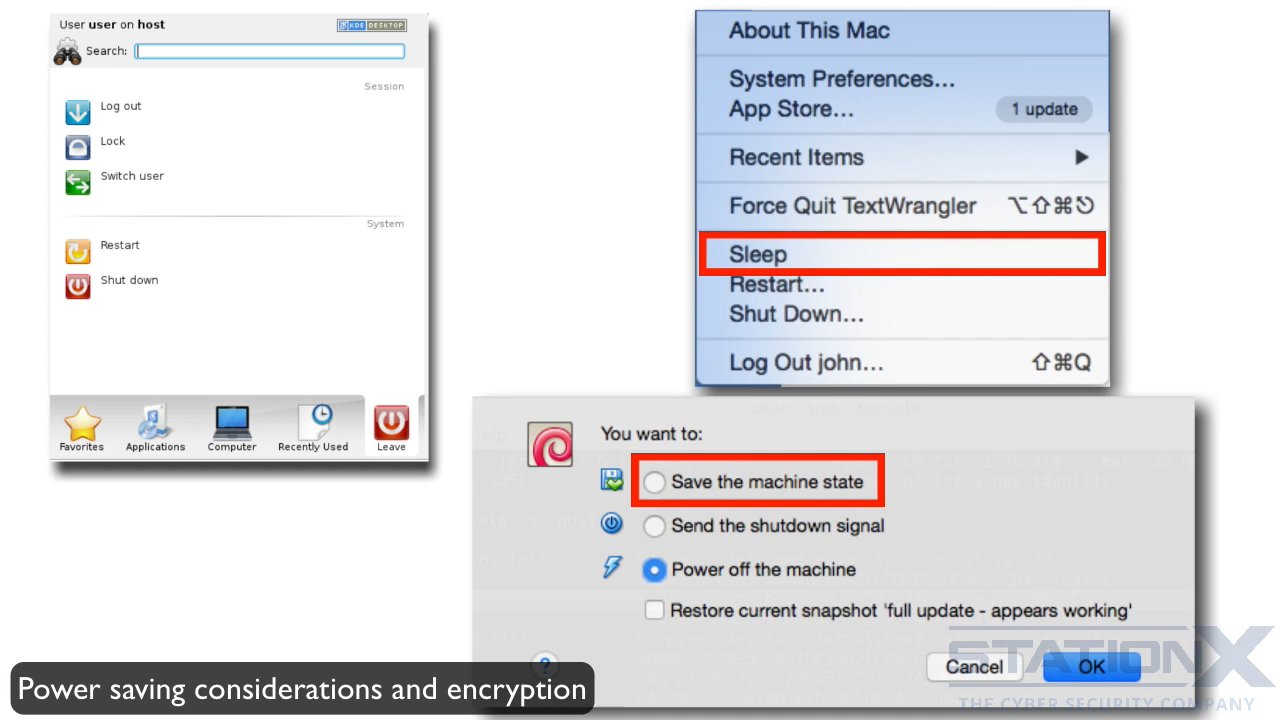 User user on host
KDE DESKTOP
Search:
Session
Log out
Lock
Switch user
System
Restart
Shut down
Favorites
Applications
Computer
Recently Used
Leave
About This Mac
System Preferences...
App Store... 1 update
Recent Items ▶
Force Quit TextWrangler ⌥⇧⌘⎋
Sleep
Restart...
Shut Down...
Log Out john... ⇧⌘Q
You want to:
Save the machine state
Send the shutdown signal
Power off the machine
Restore current snapshot 'full update - appears working'
?
Cancel
OK
STATIONX
THE CYBER SECURITY COMPANY
Power saving considerations and encryption